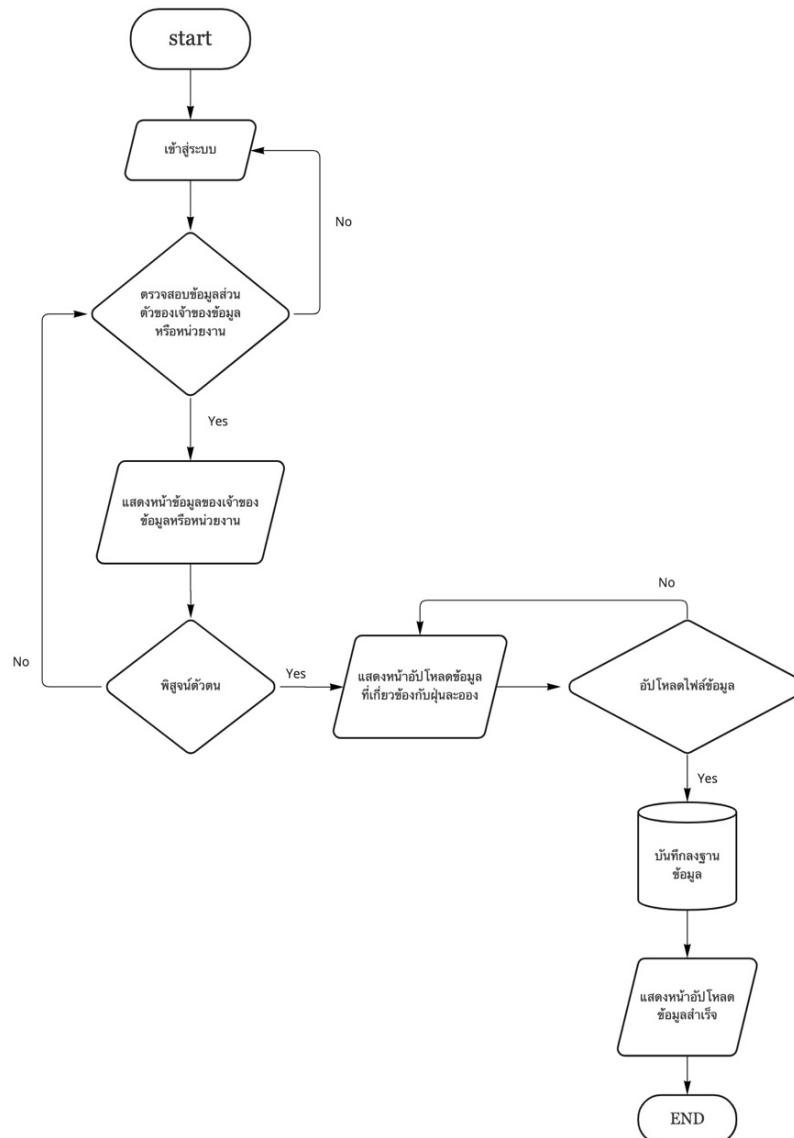 start
เข้าสู่ระบบ
No
ตรวจสอบข้อมูลส่วน
ตัวของเจ้าของข้อมูล
หรือหน่วยงาน
Yes
แสดงหน้าข้อมูลของเจ้าของ
ข้อมูลหรือหน่วยงาน
No
พิสูจน์ตัวตน
Yes
แสดงหน้าอัปโหลดข้อมูล
ที่เกี่ยวข้องกับฝุ่นละออง
No
อัปโหลดไฟล์ข้อมูล
Yes
บันทึกลงฐาน
ข้อมูล
แสดงหน้าอัปโหลด
ข้อมูลสำเร็จ
END